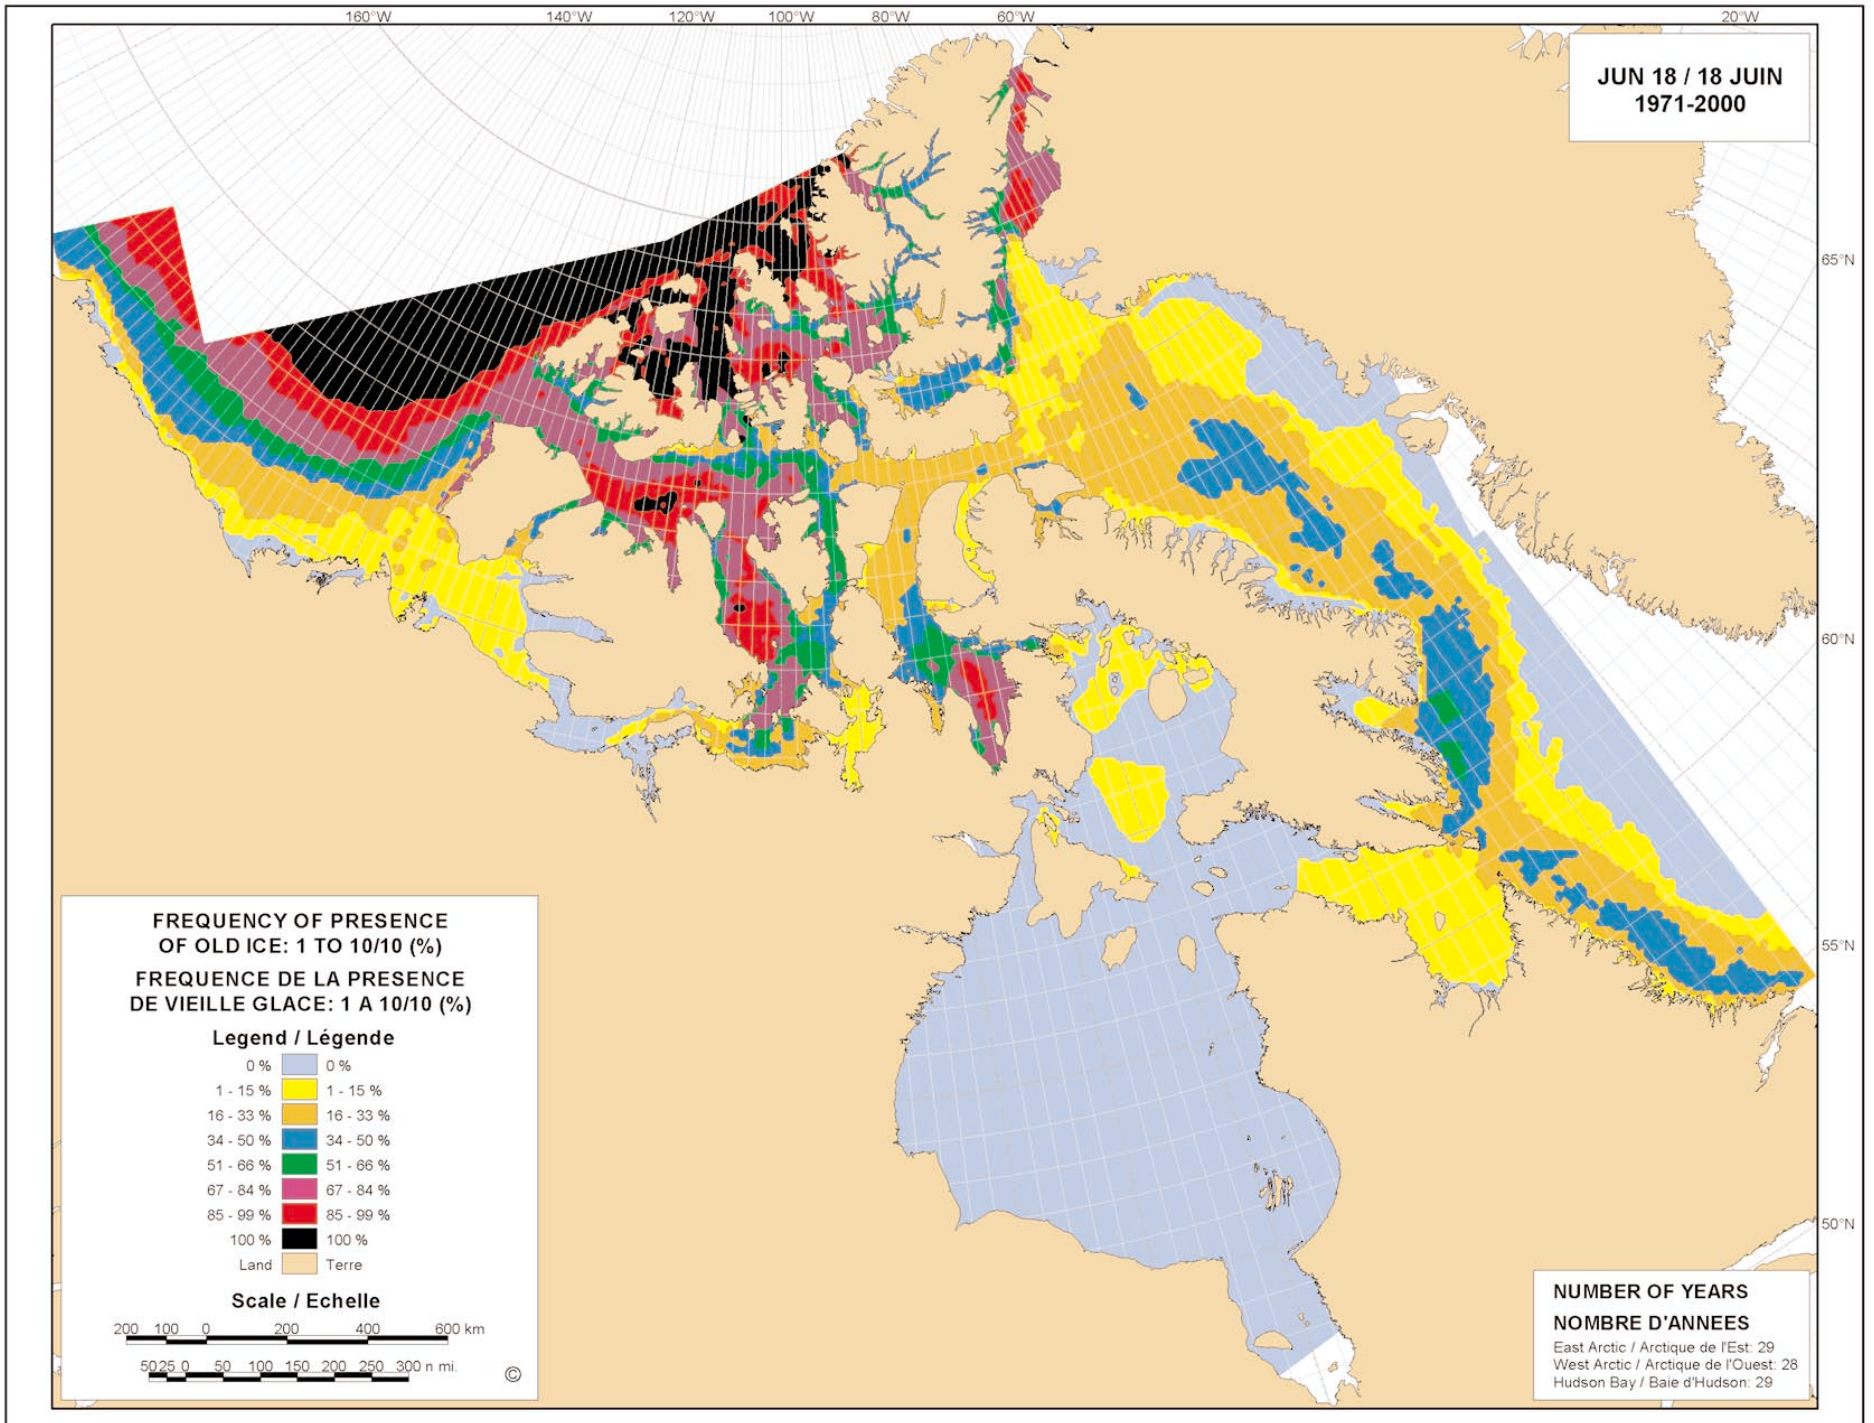 160°W 140°W 120°W 100°W 80°W 60°W 20°W
JUN 18 / 18 JUIN
1971-2000
65°N
60°N
55°N
50°N
FREQUENCY OF PRESENCE
OF OLD ICE: 1 TO 10/10 (%)
FREQUENCE DE LA PRESENCE
DE VIEILLE GLACE: 1 A 10/10 (%)
Legend / Légende
0 % 0 %
1 - 15 % 1 - 15 %
16 - 33 % 16 - 33 %
34 - 50 % 34 - 50 %
51 - 66 % 51 - 66 %
67 - 84 % 67 - 84 %
85 - 99 % 85 - 99 %
100 % 100 %
Land Terre
Scale / Echelle
200 100 0 200 400 600 km
50 25 0 50 100 150 200 250 300 n mi.
©
NUMBER OF YEARS
NOMBRE D'ANNEES
East Arctic / Arctique de l'Est: 29
West Arctic / Arctique de l'Ouest: 28
Hudson Bay / Baie d'Hudson: 29